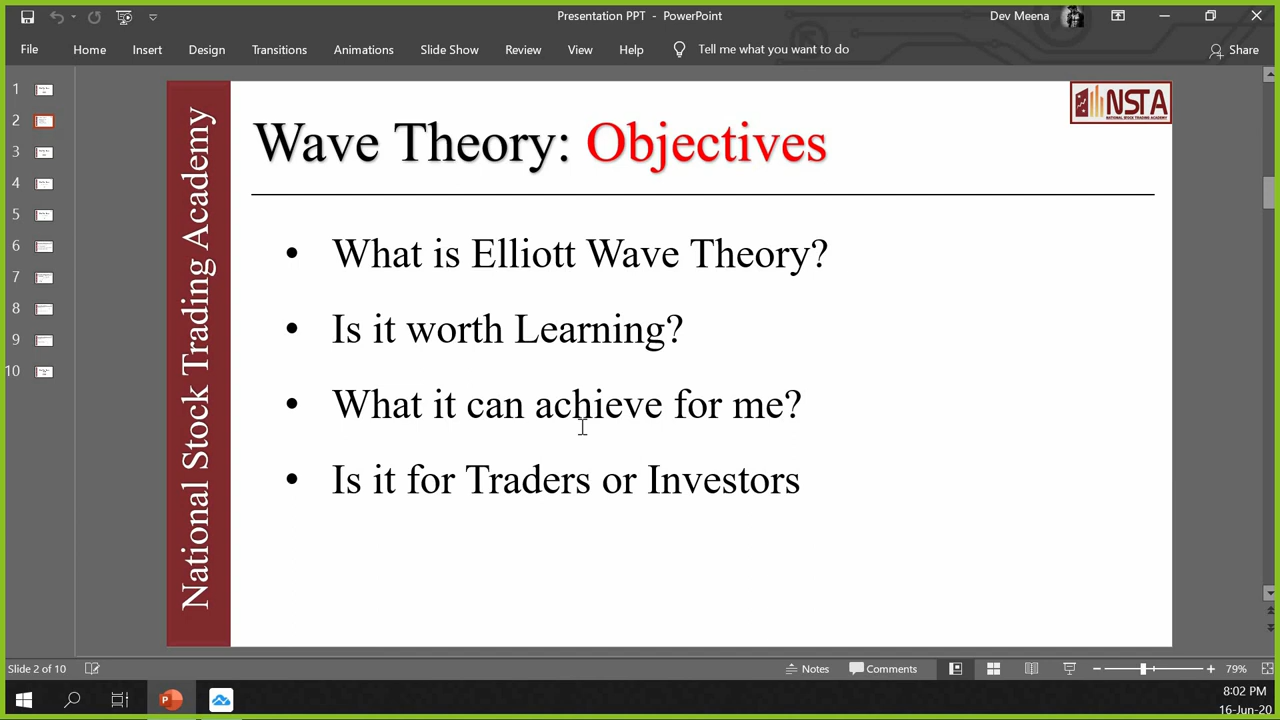 Presentation PPT - PowerPoint
Dev Meena
File Home Insert Design Transitions Animations Slide Show Review View Help Tell me what you want to do Share
1
2
3
4
5
6
7
8
9
10
National Stock Trading Academy
NSTA
NATIONAL STOCK TRADING ACADEMY
Wave Theory: Objectives
• What is Elliott Wave Theory?
• Is it worth Learning?
• What it can achieve for me?
• Is it for Traders or Investors
Slide 2 of 10 Notes Comments 79%
8:02 PM
16-Jun-20